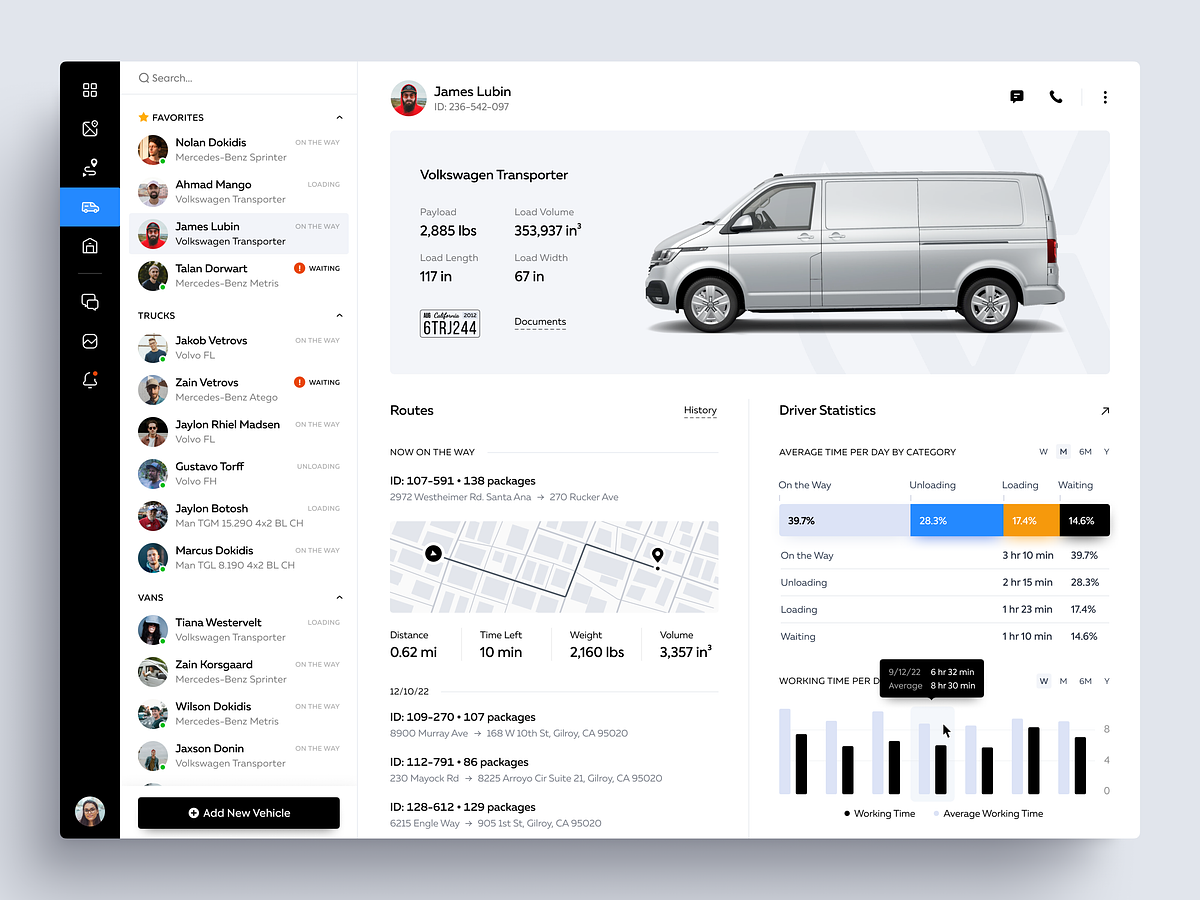 Search...
FAVORITES
Nolan Dokidis ON THE WAY
Mercedes-Benz Sprinter
Ahmad Mango LOADING
Volkswagen Transporter
James Lubin ON THE WAY
Volkswagen Transporter
Talan Dorwart ! WAITING
Mercedes-Benz Metris
TRUCKS
Jakob Vetrovs ON THE WAY
Volvo FL
Zain Vetrovs ! WAITING
Mercedes-Benz Atego
Jaylon Rhiel Madsen ON THE WAY
Volvo FL
Gustavo Torff UNLOADING
Volvo FH
Jaylon Botosh LOADING
Man TGM 15.290 4x2 BL CH
Marcus Dokidis ON THE WAY
Man TGL 8.190 4x2 BL CH
VANS
Tiana Westervelt LOADING
Volkswagen Transporter
Zain Korsgaard ON THE WAY
Mercedes-Benz Sprinter
Wilson Dokidis ON THE WAY
Mercedes-Benz Metris
Jaxson Donin ON THE WAY
Volkswagen Transporter
Add New Vehicle
James Lubin
ID: 236-542-097
Volkswagen Transporter
Payload Load Volume
2,885 lbs 353,937 in³
Load Length Load Width
117 in 67 in
AUG California 2012
6TRJ244
Documents
Routes History
NOW ON THE WAY
ID: 107-591 • 138 packages
2972 Westheimer Rd. Santa Ana → 270 Rucker Ave
Distance Time Left Weight Volume
0.62 mi 10 min 2,160 lbs 3,357 in³
12/10/22
ID: 109-270 • 107 packages
8900 Murray Ave → 168 W 10th St, Gilroy, CA 95020
ID: 112-791 • 86 packages
230 Mayock Rd → 8225 Arroyo Cir Suite 21, Gilroy, CA 95020
ID: 128-612 • 129 packages
6215 Engle Way → 905 1st St, Gilroy, CA 95020
Driver Statistics
AVERAGE TIME PER DAY BY CATEGORY W M 6M Y
On the Way Unloading Loading Waiting
39.7% 28.3% 17.4% 14.6%
On the Way 3 hr 10 min 39.7%
Unloading 2 hr 15 min 28.3%
Loading 1 hr 23 min 17.4%
Waiting 1 hr 10 min 14.6%
9/12/22 6 hr 32 min
Average 8 hr 30 min
WORKING TIME PER D W M 6M Y
8
4
0
Working Time Average Working Time